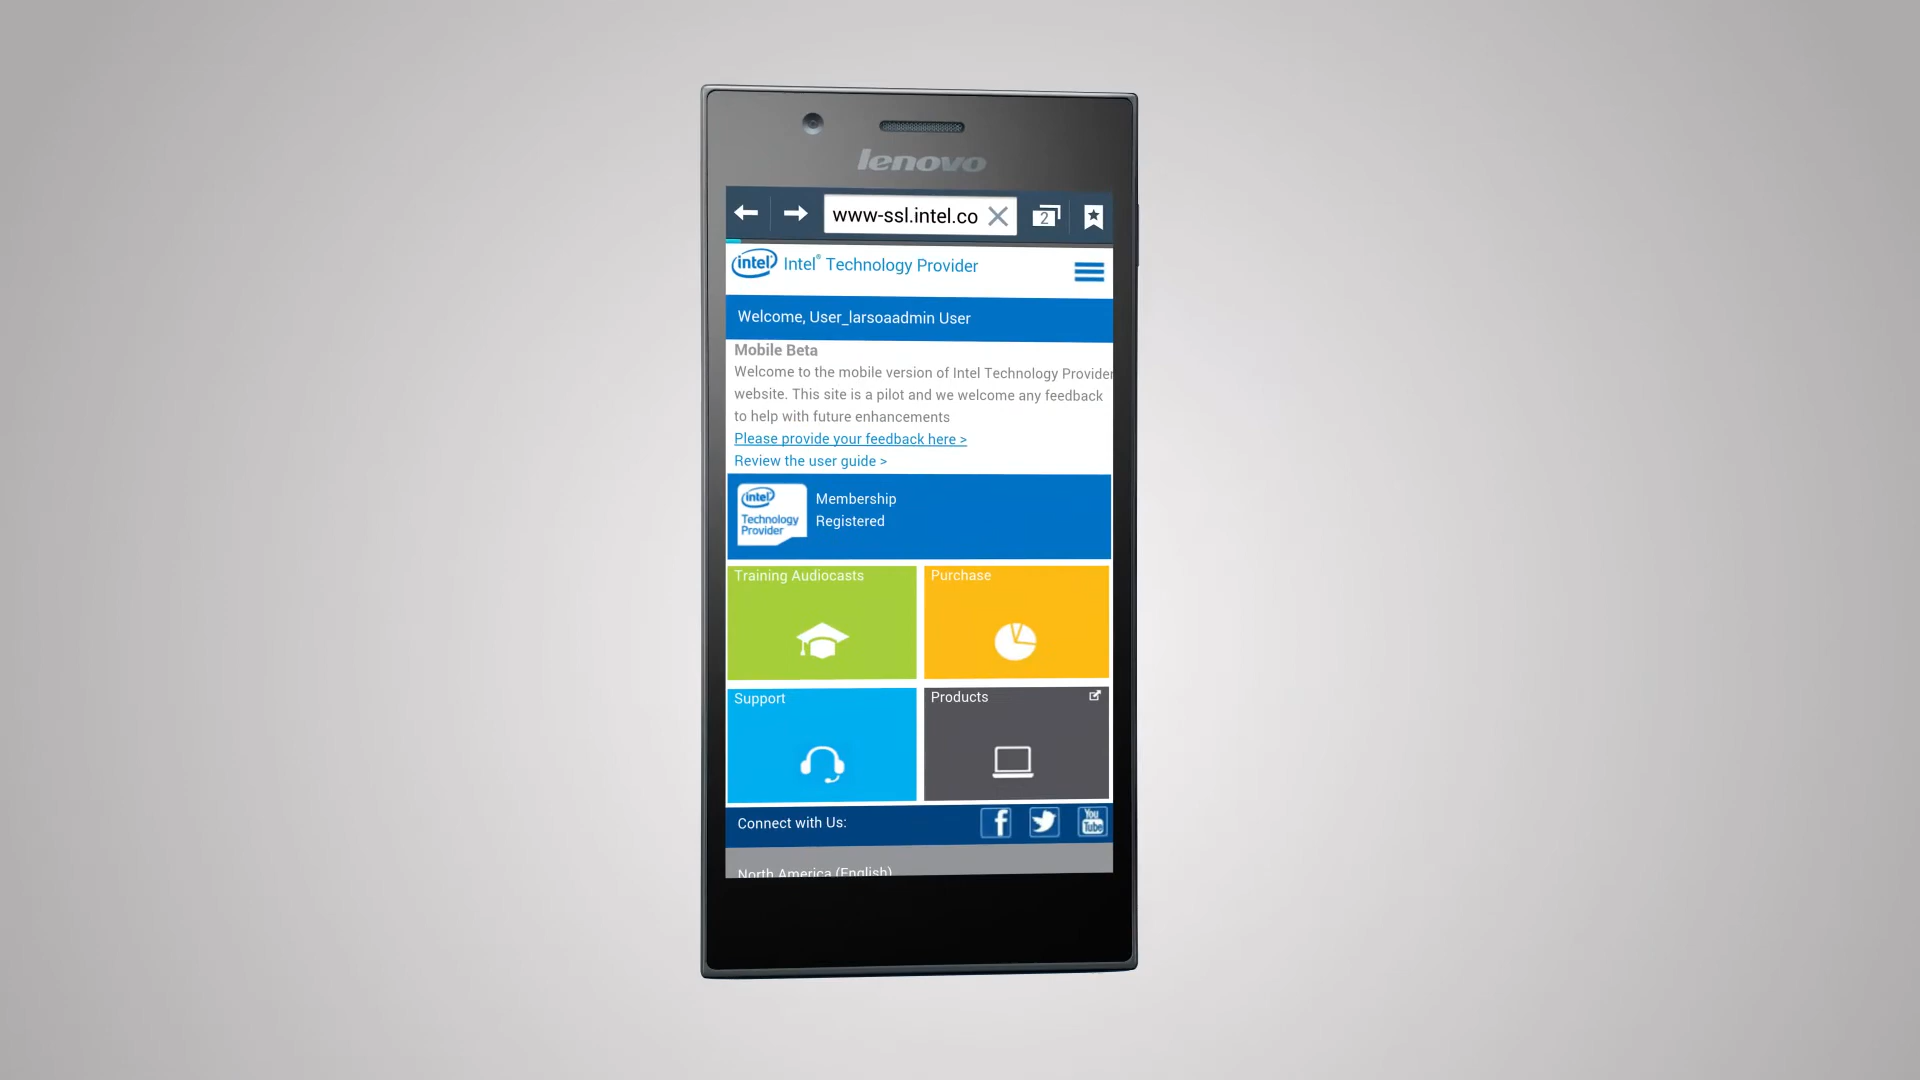 lenovo
www-ssl.intel.co
2
intel Intel® Technology Provider
Welcome, User_larsoaadmin User
Mobile Beta
Welcome to the mobile version of Intel Technology Provider
website. This site is a pilot and we welcome any feedback
to help with future enhancements
Please provide your feedback here >
Review the user guide >
intel
Technology
Provider
Membership
Registered
Training Audiocasts
Purchase
Support
Products
Connect with Us:
You
Tube
North America (English)